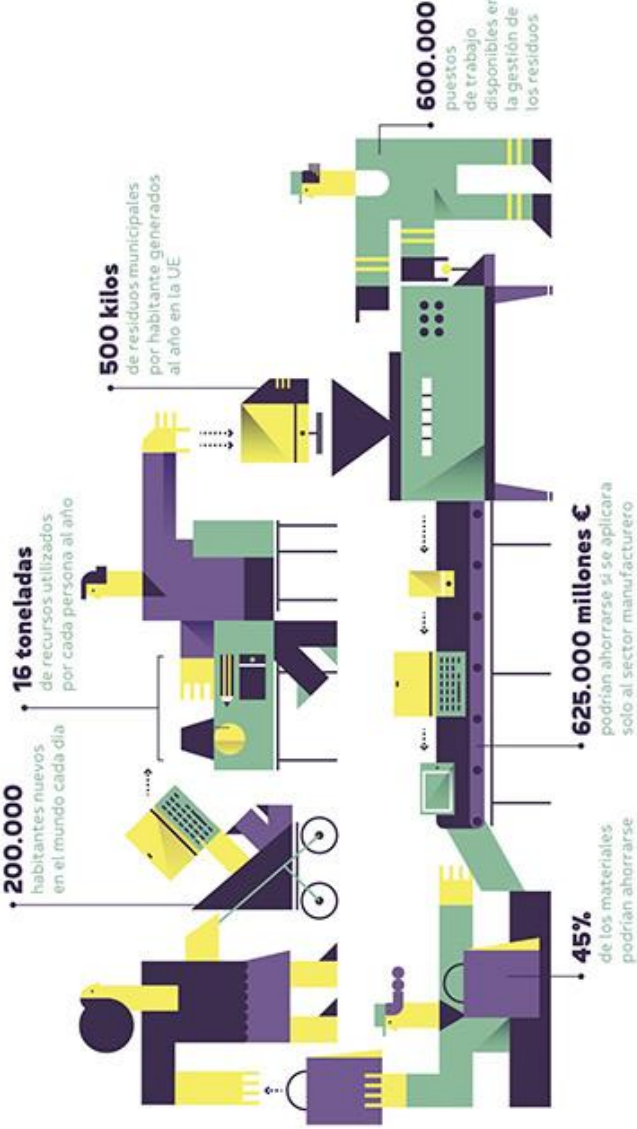 200.000
habitantes nuevos
en el mundo cada día
16 toneladas
de recursos utilizados
por cada persona al año
500 kilos
de residuos municipales
por habitante generados
al año en la UE
600.000
puestos
de trabajo
disponibles en
la gestión de
los residuos
45%
de los materiales
podrían ahorrarse
625.000 millones €
podrían ahorrarse si se aplicara
solo al sector manufacturero